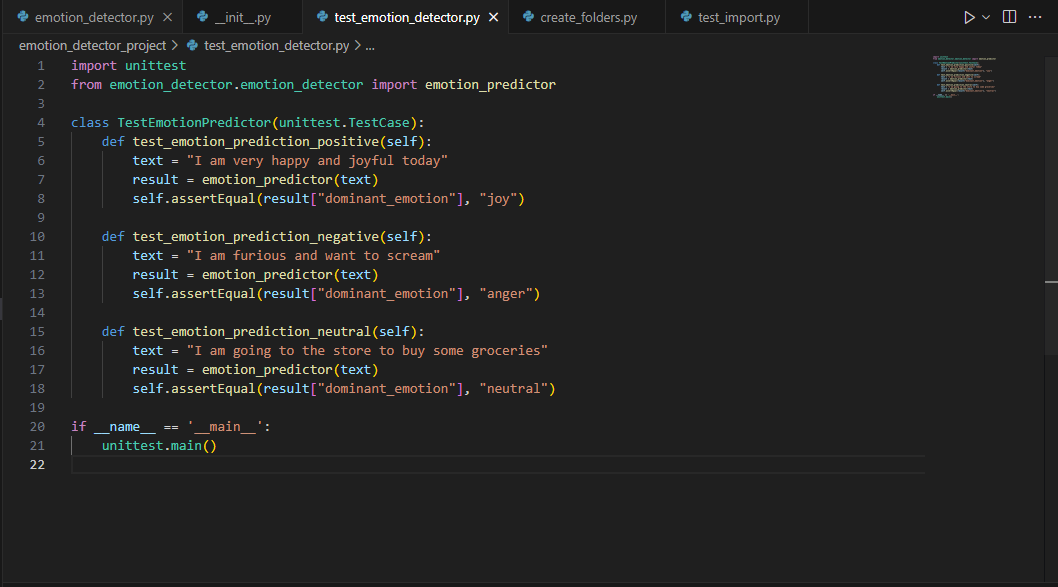 emotion_detector.py
__init__.py
test_emotion_detector.py
create_folders.py
test_import.py
emotion_detector_project > test_emotion_detector.py > ...
1 import unittest
2 from emotion_detector.emotion_detector import emotion_predictor
3
4 class TestEmotionPredictor(unittest.TestCase):
5     def test_emotion_prediction_positive(self):
6         text = "I am very happy and joyful today"
7         result = emotion_predictor(text)
8         self.assertEqual(result["dominant_emotion"], "joy")
9
10     def test_emotion_prediction_negative(self):
11         text = "I am furious and want to scream"
12         result = emotion_predictor(text)
13         self.assertEqual(result["dominant_emotion"], "anger")
14
15     def test_emotion_prediction_neutral(self):
16         text = "I am going to the store to buy some groceries"
17         result = emotion_predictor(text)
18         self.assertEqual(result["dominant_emotion"], "neutral")
19
20 if __name__ == '__main__':
21     unittest.main()
22